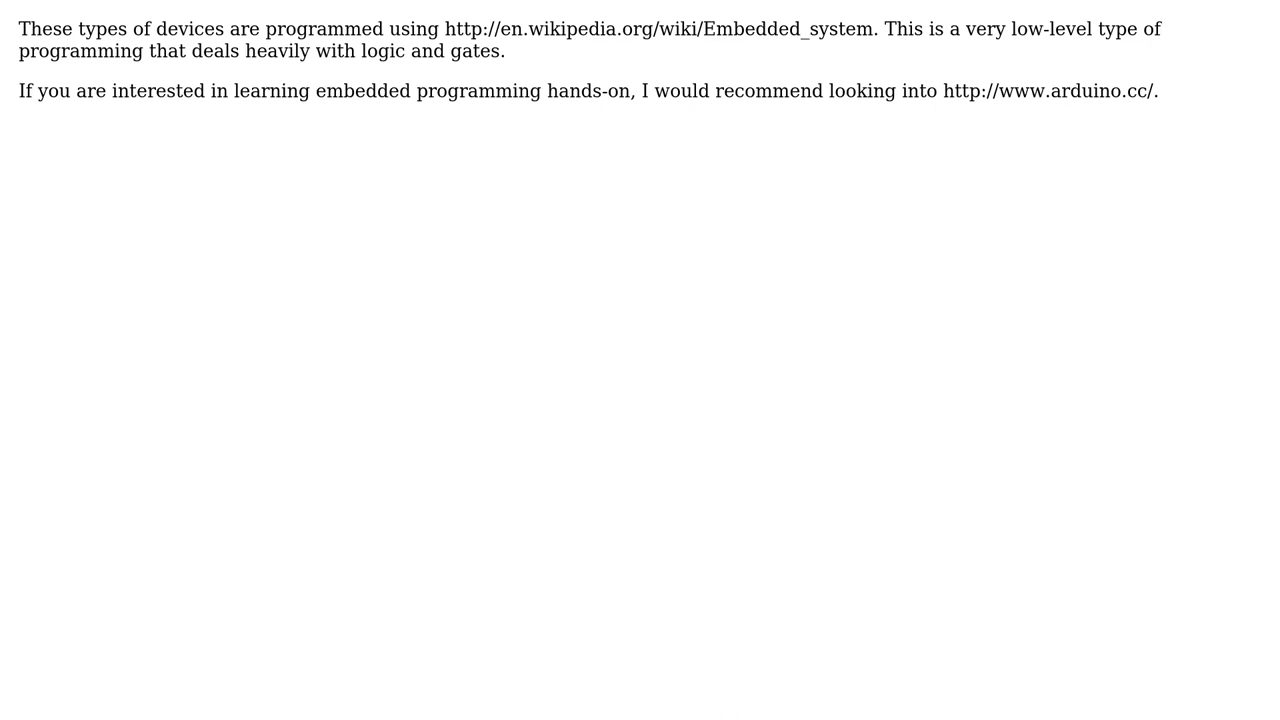 These types of devices are programmed using http://en.wikipedia.org/wiki/Embedded_system. This is a very low-level type of
programming that deals heavily with logic and gates.
If you are interested in learning embedded programming hands-on, I would recommend looking into http://www.arduino.cc/.